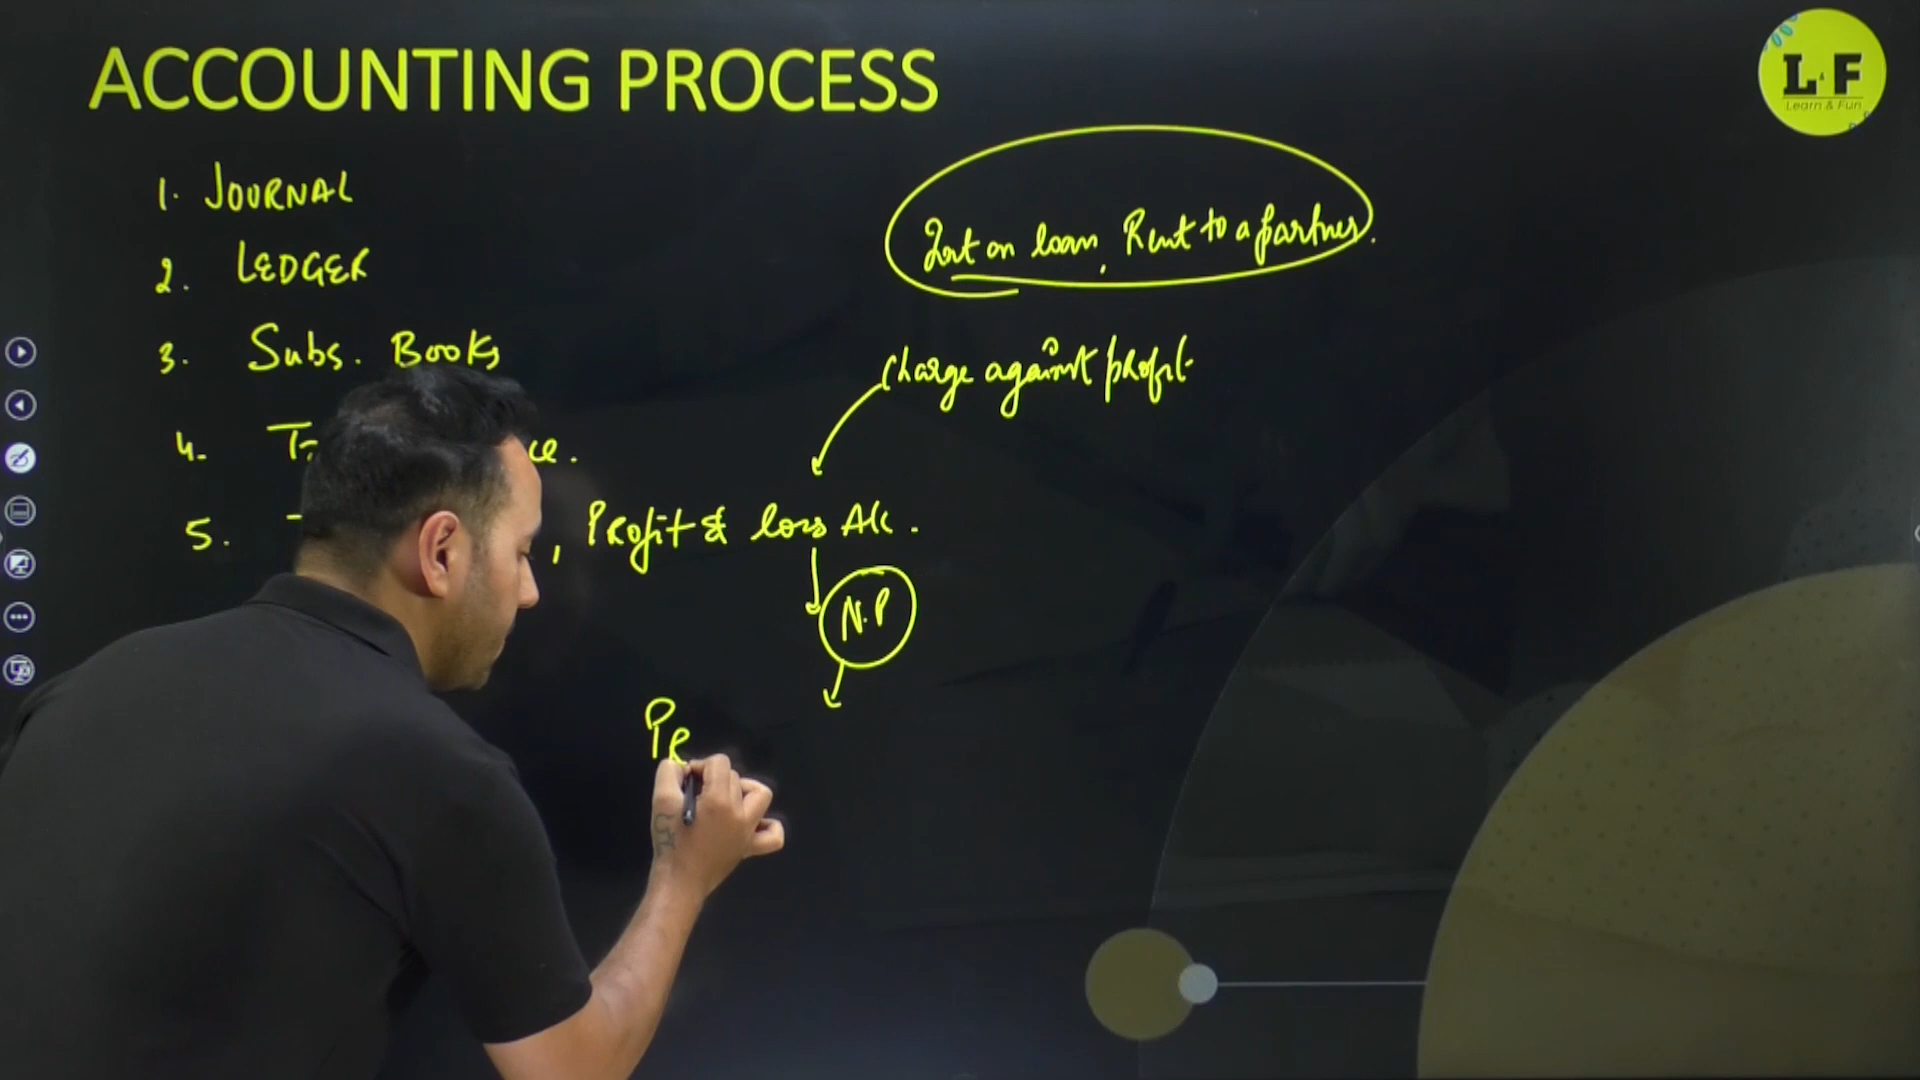 ACCOUNTING PROCESS
L&F
Learn & Fun
1. JOURNAL
2. LEDGER
3. Subs. Books
4.
5. , Profit & loss A/c.
Int on loan, Rent to a partner.
Charge against profit
N.P
PR